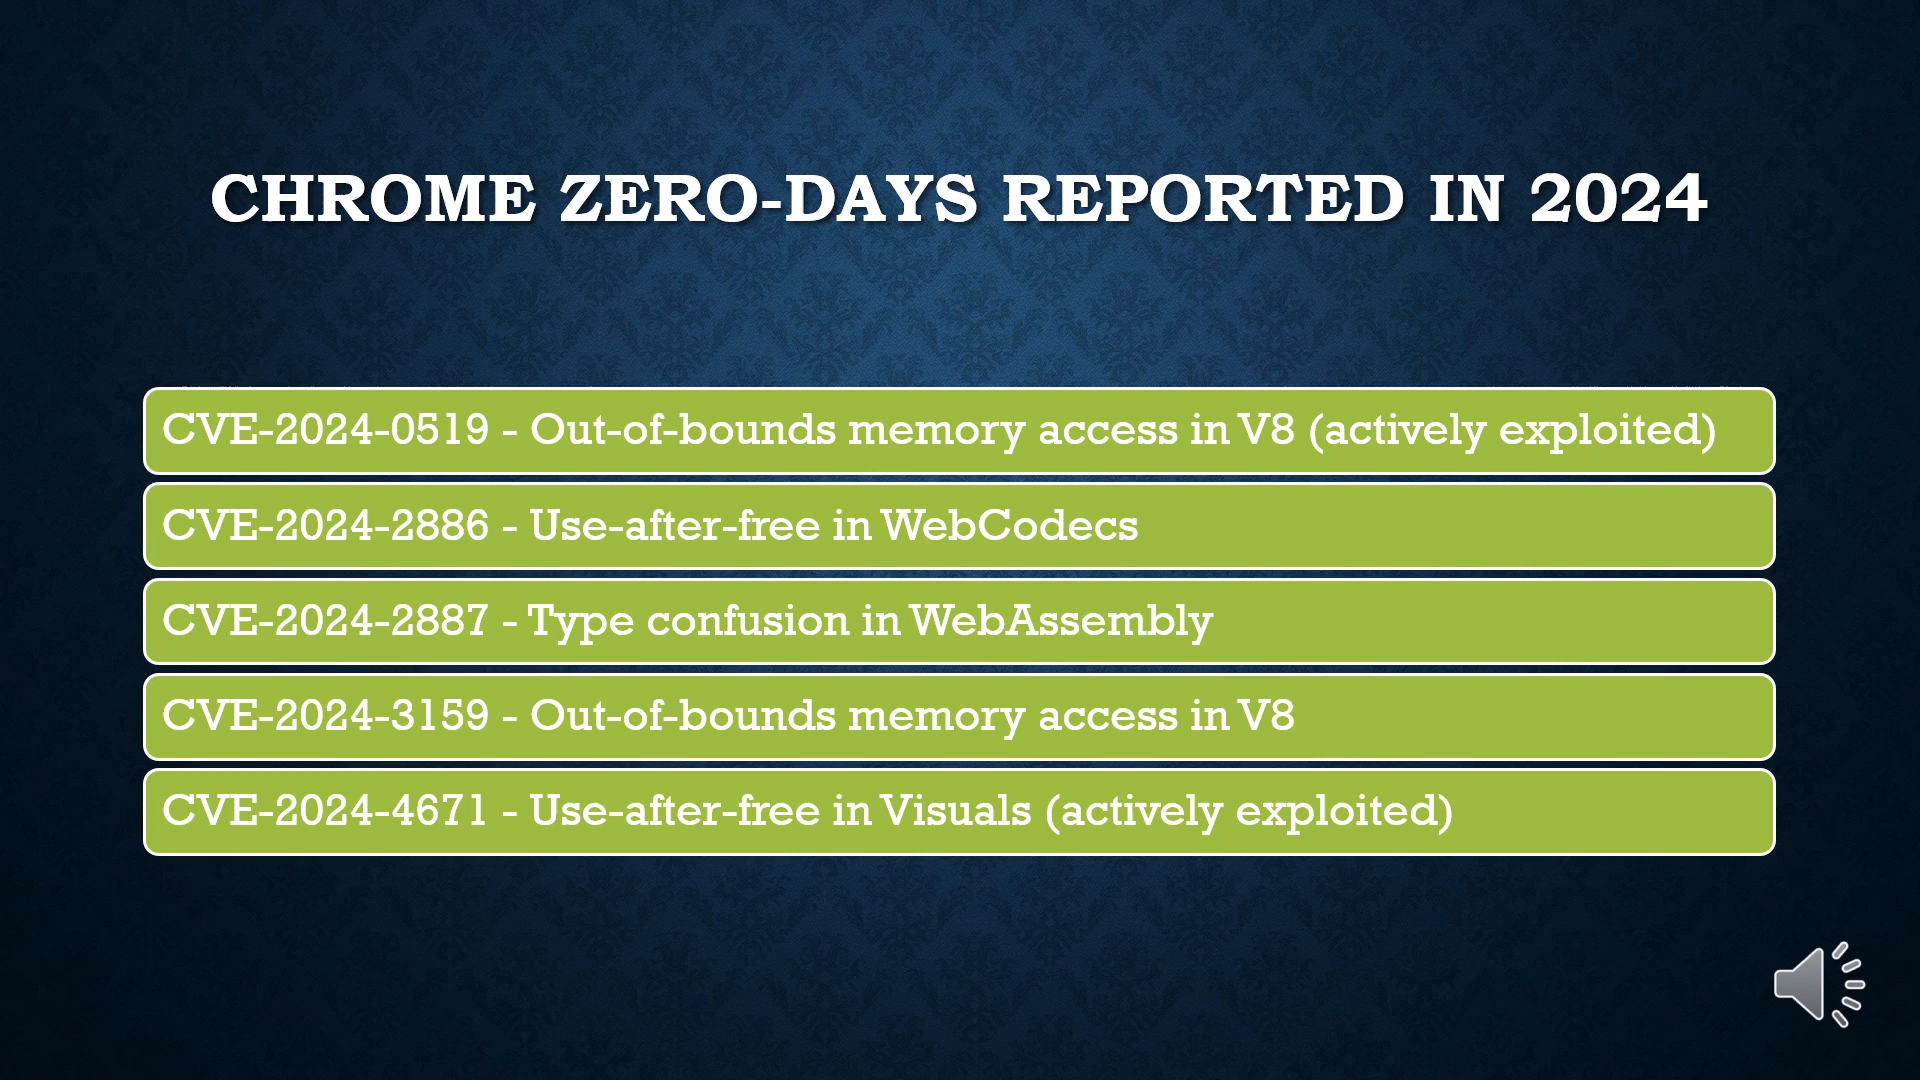 CHROME ZERO-DAYS REPORTED IN 2024
CVE-2024-0519 - Out-of-bounds memory access in V8 (actively exploited)
CVE-2024-2886 - Use-after-free in WebCodecs
CVE-2024-2887 - Type confusion in WebAssembly
CVE-2024-3159 - Out-of-bounds memory access in V8
CVE-2024-4671 - Use-after-free in Visuals (actively exploited)